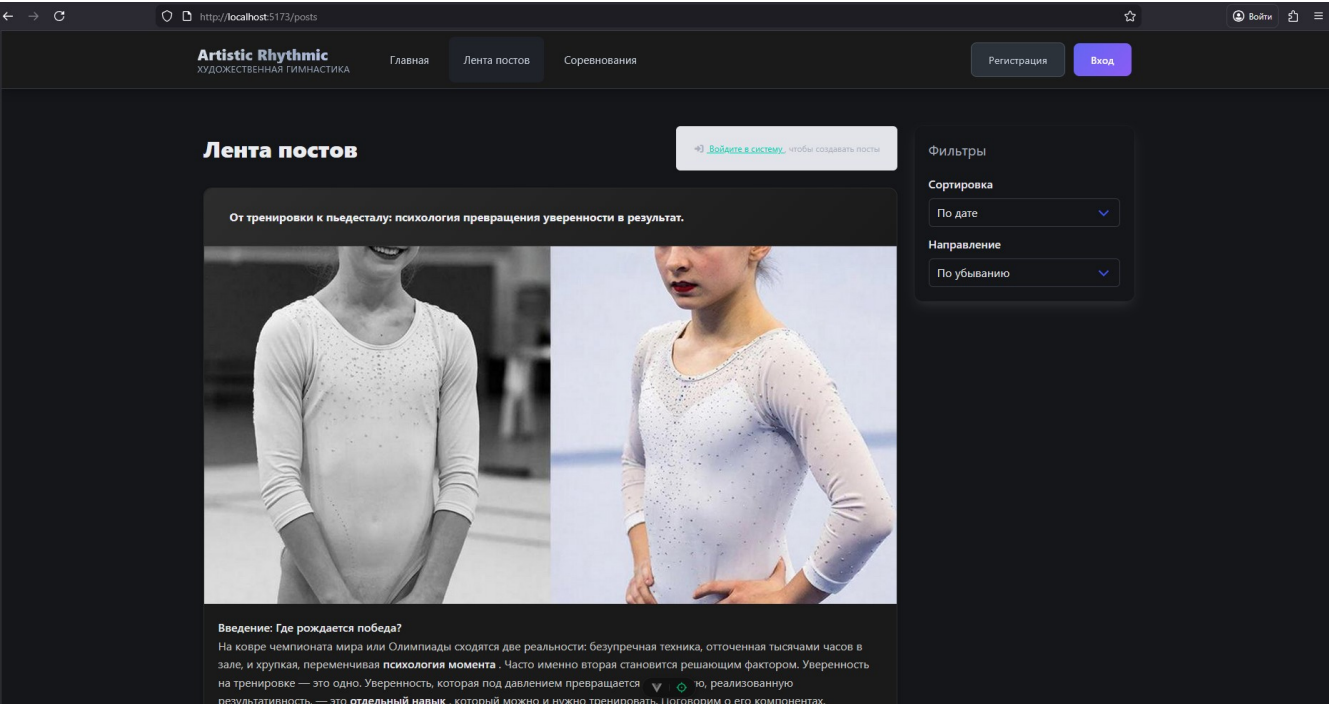 http://localhost:5173/posts
Войти
Artistic Rhythmic
ХУДОЖЕСТВЕННАЯ ГИМНАСТИКА
Главная
Лента постов
Соревнования
Регистрация
Вход
Лента постов
Войдите в систему, чтобы создавать посты
Фильтры
Сортировка
По дате
Направление
По убыванию
От тренировки к пьедесталу: психология превращения уверенности в результат.
Введение: Где рождается победа?
На ковре чемпионата мира или Олимпиады сходятся две реальности: безупречная техника, отточенная тысячами часов в
зале, и хрупкая, переменчивая психология момента . Часто именно вторая становится решающим фактором. Уверенность
на тренировке — это одно. Уверенность, которая под давлением превращается ю, реализованную
результативность, — это отдельный навык , который можно и нужно тренировать. Поговорим о его компонентах.